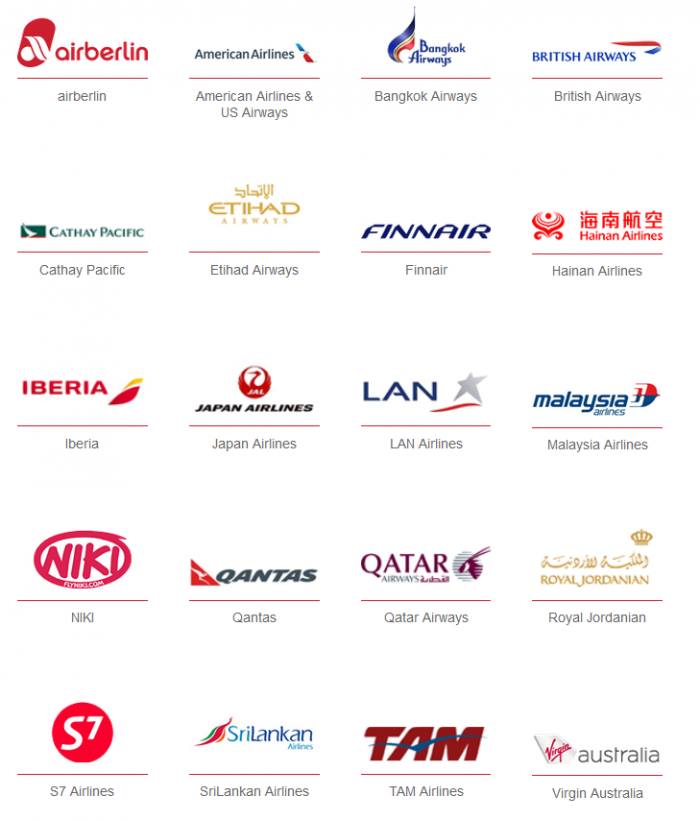 airberlin
American Airlines
Bangkok
Airways
BRITISH AIRWAYS
airberlin
American Airlines &
US Airways
Bangkok Airways
British Airways
CATHAY PACIFIC
الإتحاد
ETIHAD
AIRWAYS
FINNAIR
海南航空
Hainan Airlines
Cathay Pacific
Etihad Airways
Finnair
Hainan Airlines
IBERIA
JAL
JAPAN AIRLINES
LAN
malaysia
airlines
Iberia
Japan Airlines
LAN Airlines
Malaysia Airlines
NIKI
FLYNIKI.COM
QANTAS
QATAR
AIRWAYS القطرية
الملكية الأردنية
ROYAL JORDANIAN
NIKI
Qantas
Qatar Airways
Royal Jordanian
S7
SriLankan
Airlines
TAM
Virgin australia
S7 Airlines
SriLankan Airlines
TAM Airlines
Virgin Australia